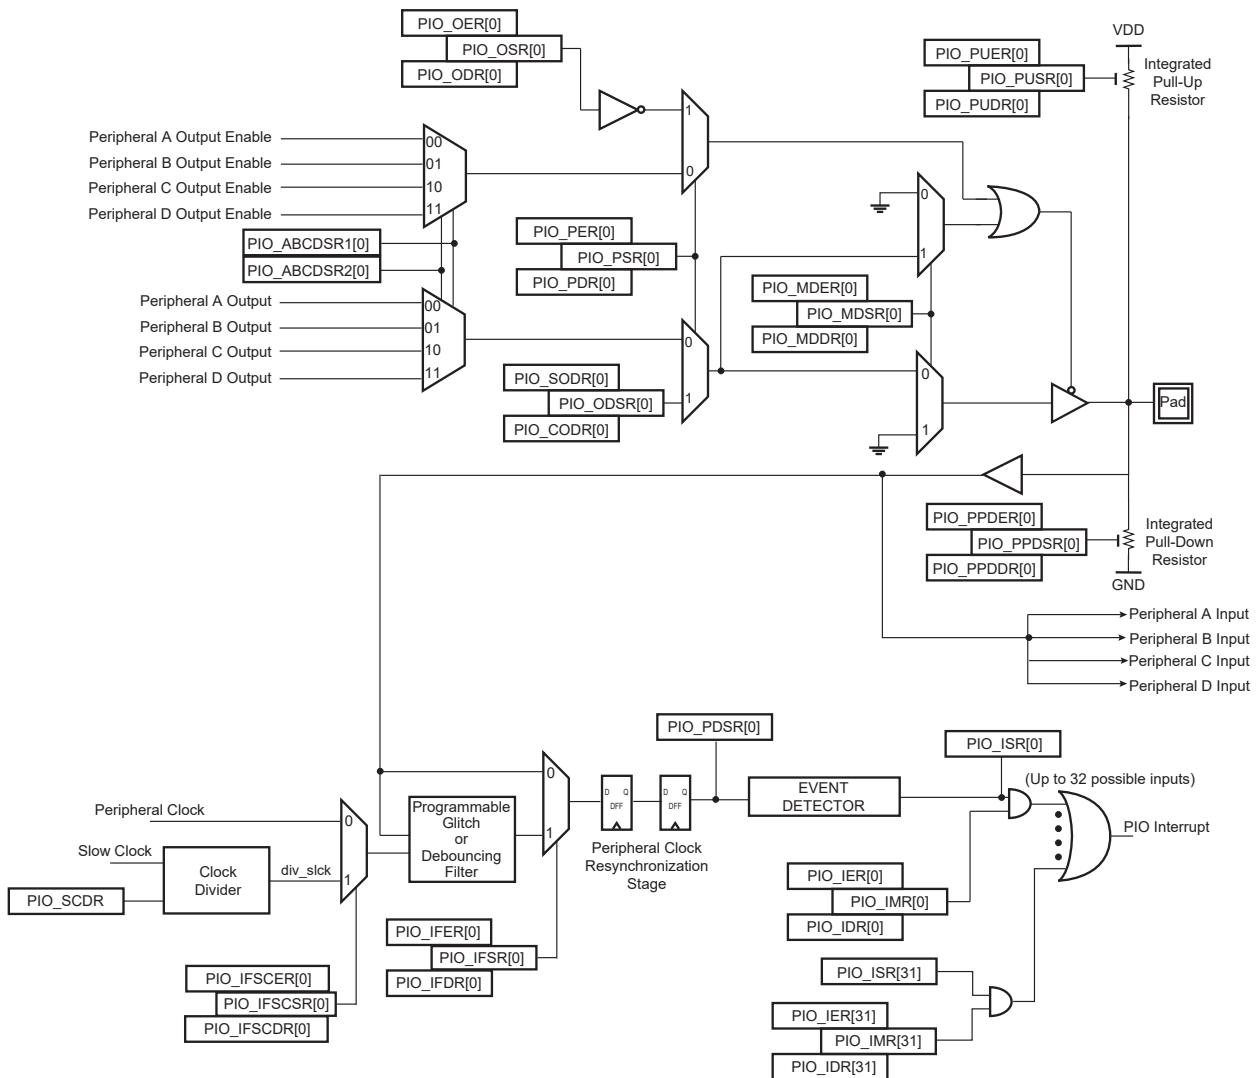 PIO_OER[0]
PIO_OSR[0]
PIO_ODR[0]
VDD
PIO_PUER[0]
PIO_PUSR[0]
PIO_PUDR[0]
Integrated
Pull-Up
Resistor
1
0
Peripheral A Output Enable
Peripheral B Output Enable
Peripheral C Output Enable
Peripheral D Output Enable
00
01
10
11
PIO_ABCDSR1[0]
PIO_ABCDSR2[0]
PIO_PER[0]
PIO_PSR[0]
PIO_PDR[0]
0
1
PIO_MDER[0]
PIO_MDSR[0]
PIO_MDDR[0]
Peripheral A Output
Peripheral B Output
Peripheral C Output
Peripheral D Output
00
01
10
11
0
1
PIO_SODR[0]
PIO_ODSR[0]
PIO_CODR[0]
0
1
Pad
PIO_PPDER[0]
PIO_PPDSR[0]
PIO_PPDDR[0]
Integrated
Pull-Down
Resistor
GND
Peripheral A Input
Peripheral B Input
Peripheral C Input
Peripheral D Input
PIO_PDSR[0]
PIO_ISR[0]
(Up to 32 possible inputs)
Peripheral Clock
Slow Clock
PIO_SCDR
Clock
Divider
div_slck
0
1
Programmable
Glitch
or
Debouncing
Filter
0
1
D Q
DFF
D Q
DFF
Peripheral Clock
Resynchronization
Stage
EVENT
DETECTOR
PIO Interrupt
PIO_IER[0]
PIO_IMR[0]
PIO_IDR[0]
PIO_IFER[0]
PIO_IFSR[0]
PIO_IFDR[0]
PIO_IFSCER[0]
PIO_IFSCSR[0]
PIO_IFSCDR[0]
PIO_ISR[31]
PIO_IER[31]
PIO_IMR[31]
PIO_IDR[31]